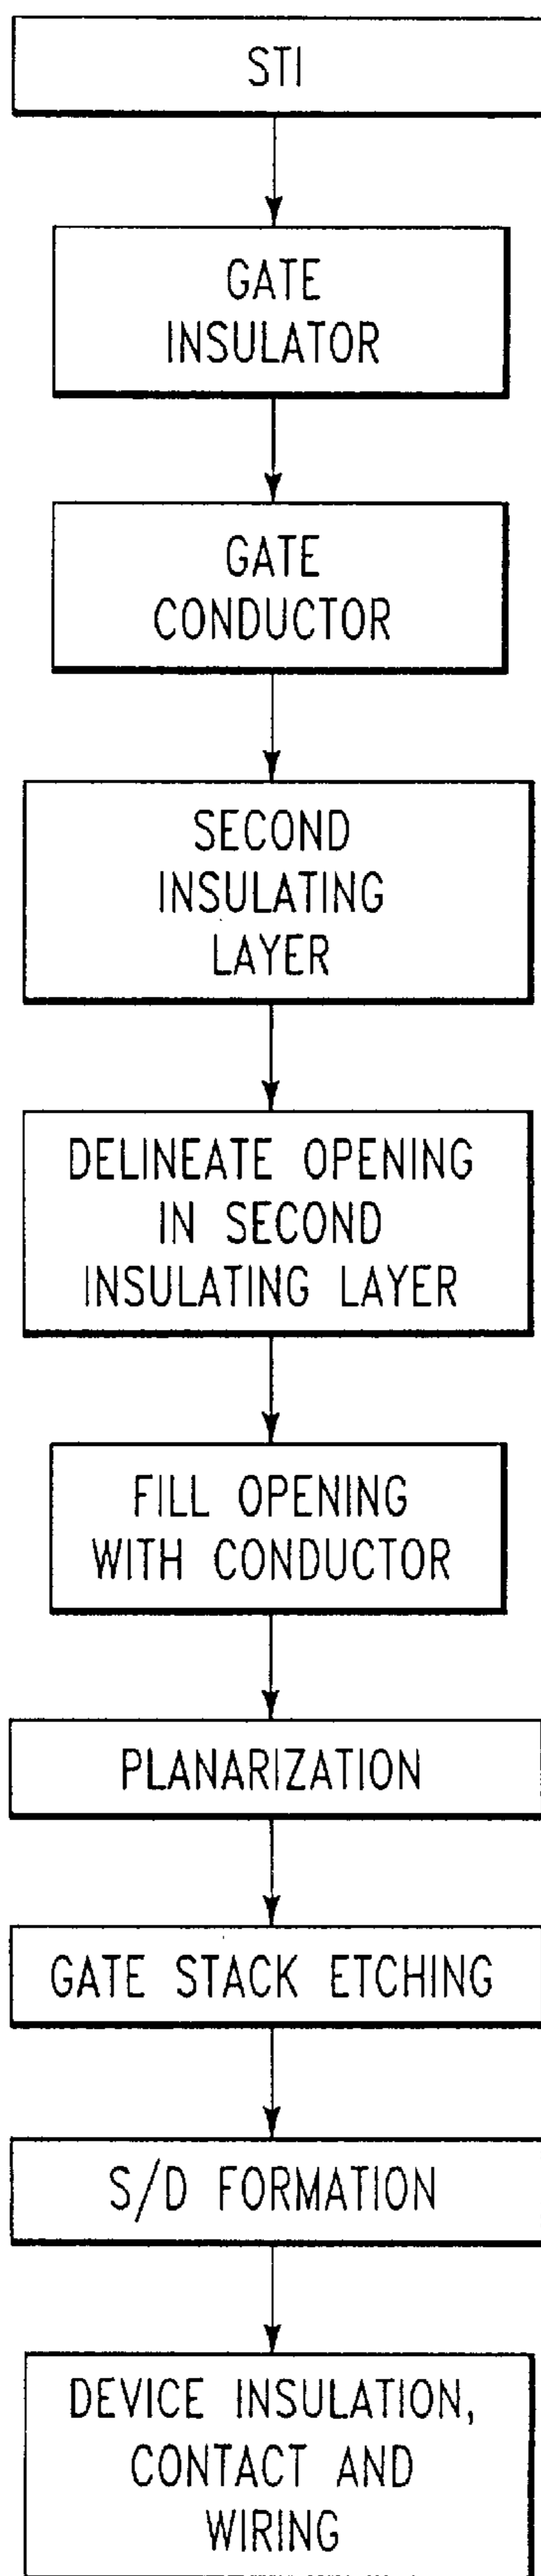 STI
GATE
INSULATOR
GATE
CONDUCTOR
SECOND
INSULATING
LAYER
DELINEATE OPENING
IN SECOND
INSULATING LAYER
FILL OPENING
WITH CONDUCTOR
PLANARIZATION
GATE STACK ETCHING
S/D FORMATION
DEVICE INSULATION,
CONTACT AND
WIRING